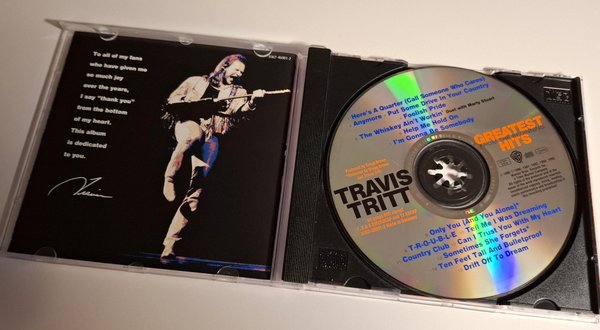 To all of my fans
who have given me
so much joy
over the years,
I say "thank you"
from the bottom
of my heart.
This album
is dedicated
to you.
Travis
Here's A Quarter (Call Someone Who Cares)
Anymore . Put Some Drive in Your Country
Foolish Pride
The Whiskey Ain't Workin' Duet with Marty Stuart
Help Me Hold On
I'm Gonna Be Somebody
GREATEST
HITS
TRAVIS
TRITT
Only You (And You Alone)*
T-R-O-U-B-L-E Tell Me I Was Dreaming
Country Club Can I Trust You With My Heart
Sometimes She Forgets*
Ten Feet Tall And Bulletproof
Drift Off To Dream